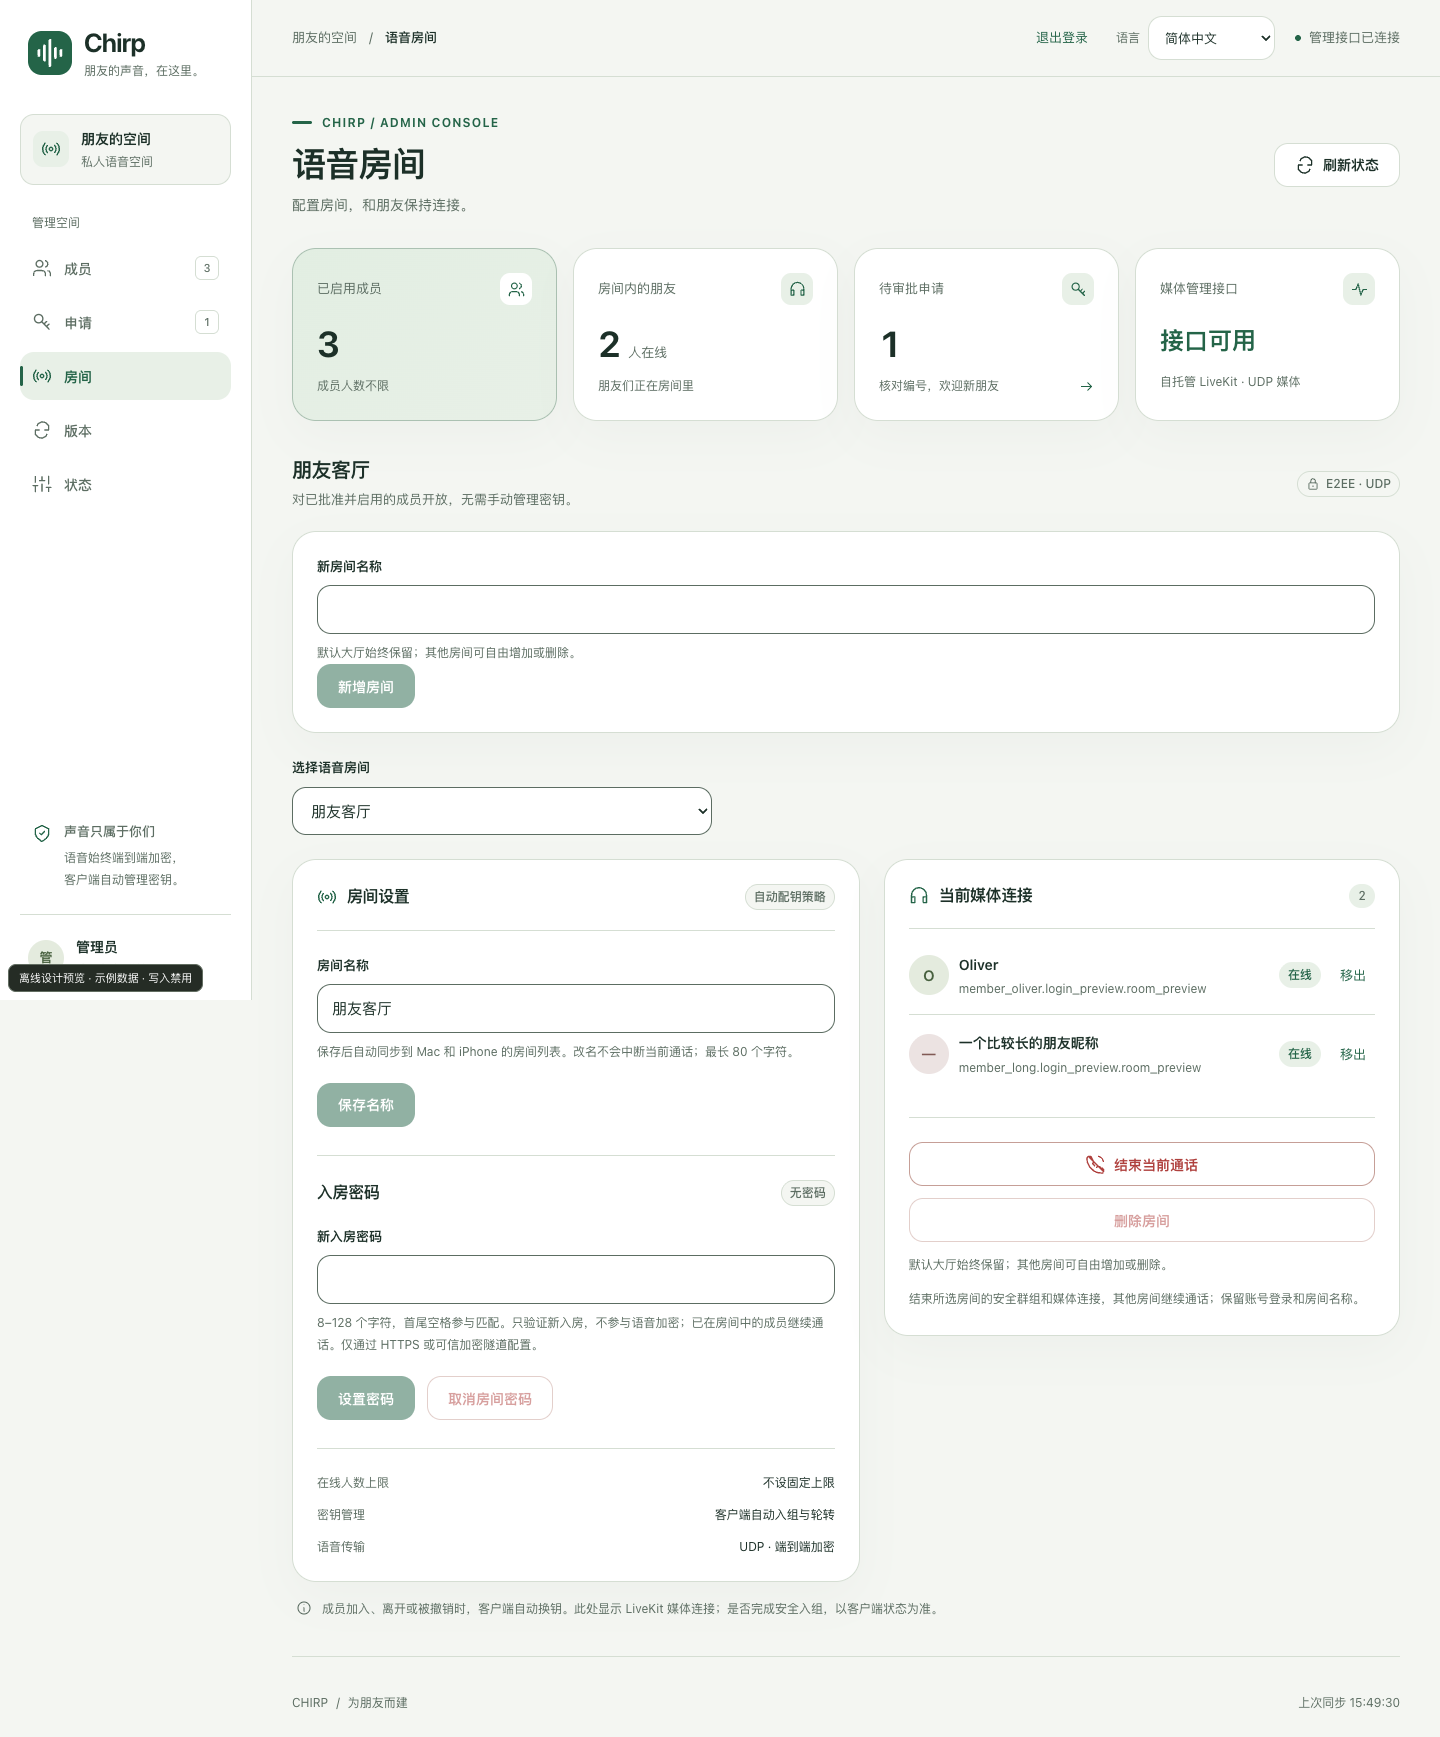 Chirp
朋友的声音，在这里。
朋友的空间
私人语音空间
管理空间
成员 3
申请 1
房间
版本
状态
声音只属于你们
语音始终端到端加密，
客户端自动管理密钥。
管 管理员
离线设计预览 · 示例数据 · 写入禁用
朋友的空间 / 语音房间
退出登录 语言 简体中文 管理接口已连接
CHIRP / ADMIN CONSOLE
语音房间
配置房间，和朋友保持连接。
刷新状态
已启用成员
3
成员人数不限
房间内的朋友
2 人在线
朋友们正在房间里
待审批申请
1
核对编号，欢迎新朋友
媒体管理接口
接口可用
自托管 LiveKit · UDP 媒体
朋友客厅
对已批准并启用的成员开放，无需手动管理密钥。
E2EE · UDP
新房间名称
默认大厅始终保留；其他房间可自由增加或删除。
新增房间
选择语音房间
朋友客厅
房间设置 自动配钥策略
房间名称
朋友客厅
保存后自动同步到 Mac 和 iPhone 的房间列表。改名不会中断当前通话；最长 80 个字符。
保存名称
入房密码 无密码
新入房密码
8–128 个字符，首尾空格参与匹配。只验证新入房，不参与语音加密；已在房间中的成员继续通
话。仅通过 HTTPS 或可信加密隧道配置。
设置密码 取消房间密码
在线人数上限 不设固定上限
密钥管理 客户端自动入组与轮转
语音传输 UDP · 端到端加密
当前媒体连接 2
O Oliver
member_oliver.login_preview.room_preview
在线 移出
一 一个比较长的朋友昵称
member_long.login_preview.room_preview
在线 移出
结束当前通话
删除房间
默认大厅始终保留；其他房间可自由增加或删除。
结束所选房间的安全群组和媒体连接，其他房间继续通话；保留账号登录和房间名称。
成员加入、离开或被撤销时，客户端自动换钥。此处显示 LiveKit 媒体连接；是否完成安全入组，以客户端状态为准。
CHIRP / 为朋友而建
上次同步 15:49:30